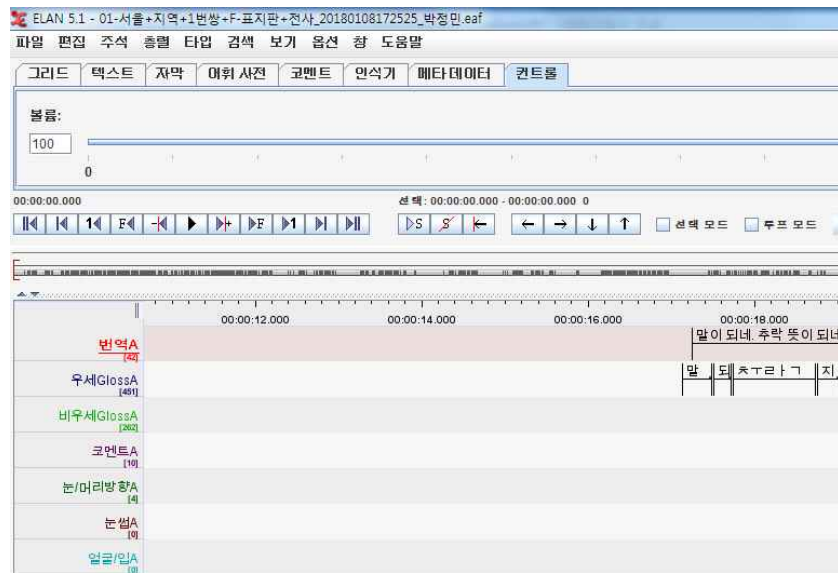 ELAN 5.1 - 01-서울+지역+1번쌍+F-표지판+전사_20180108172525_박정민.eaf
파일 편집 주석 층렬 타입 검색 보기 옵션 창 도움말
그리드 텍스트 자막 어휘 사전 코멘트 인식기 메타데이터 컨트롤
볼륨:
100
0
00:00:00.000 선택: 00:00:00.000 - 00:00:00.000 0
1 F F 1 S S 선택 모드 루프 모드
00:00:12.000 00:00:14.000 00:00:16.000 00:00:18.000
번역A 말이 되네. 추락 뜻이 되네
[42]
우세GlossA 말 되 ㅊㅜㄹㅏㄱ 지
[451]
비우세GlossA
[262]
코멘트A
[10]
눈/머리방향A
[4]
눈썹A
[0]
얼굴/입A
[0]